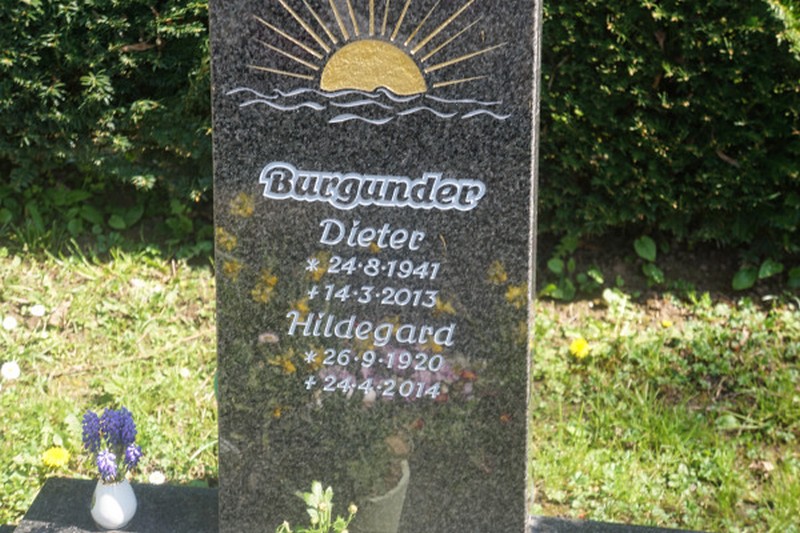 Burgunder
Dieter
* 24·8·1941
+ 14·3·2013
Hildegard
* 26·9·1920
+ 24·4·2014